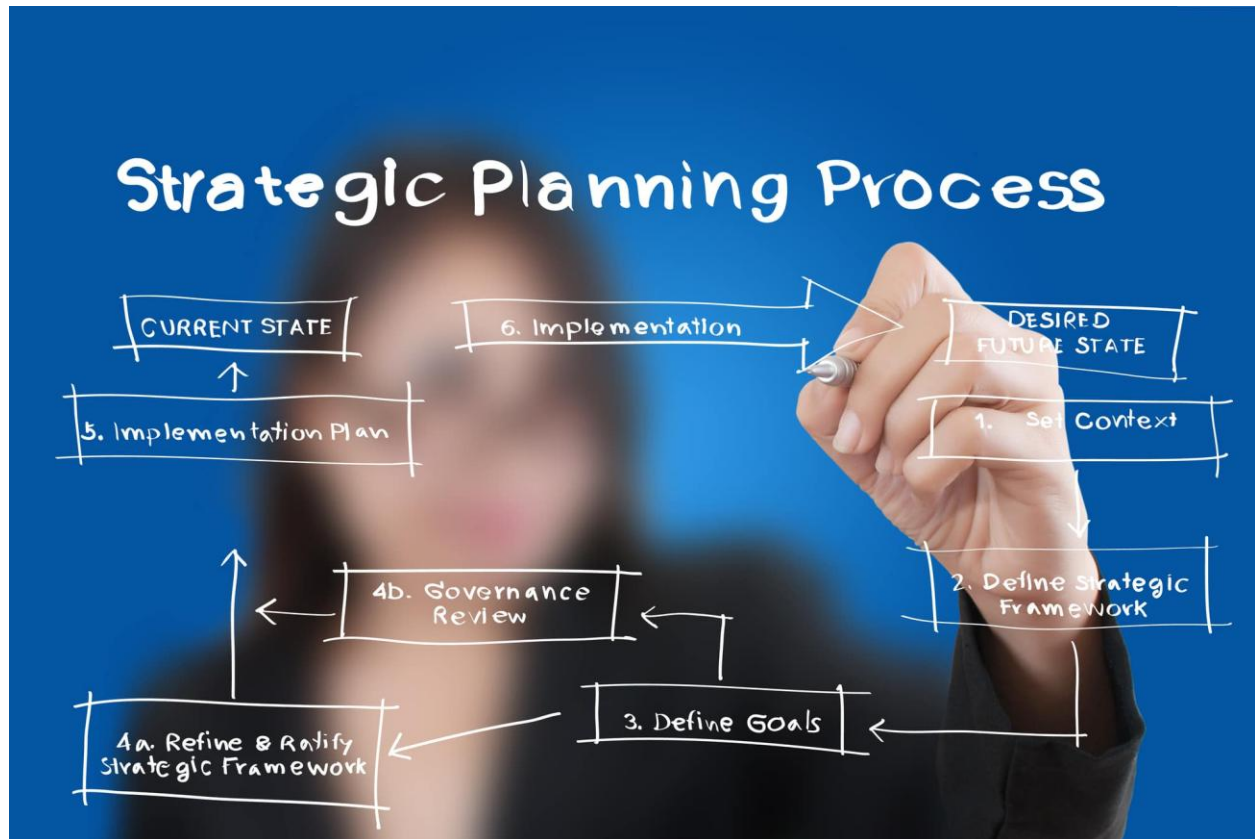 Strategic Planning Process
CURRENT STATE
6. Implementation
DESIRED
FUTURE STATE
5. Implementation Plan
1. Set Context
2. Define Strategic
Framework
4b. Governance
Review
3. Define Goals
4a. Refine & Ratify
Strategic Framework